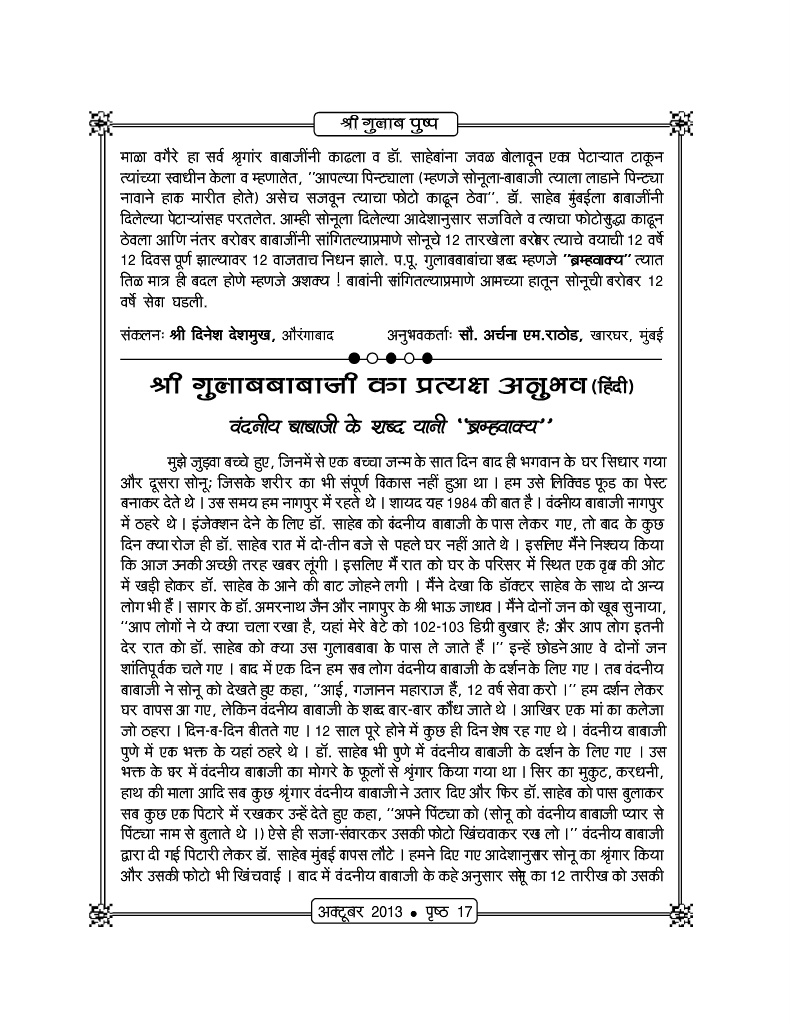 श्री गुलाब पुष्प
माळा वगैरे हा सर्व श्रृगांर बाबाजींनी काढला व डॉ. साहेबांना जवळ बोलावून एका पेटाऱ्यात टाकून
त्यांच्या स्वाधीन केला व म्हणालेत, ''आपल्या पिन्ट्याला (म्हणजे सोनूला-बाबाजी त्याला लाडाने पिन्ट्या
नावाने हाक मारीत होते) असेच सजवून त्याचा फोटो काढून ठेवा''. डॉ. साहेब मुंबईला बाबाजींनी
दिलेल्या पेटाऱ्यांसह परतलेत. आम्ही सोनूला दिलेल्या आदेशानुसार सजविले व त्याचा फोटोसुद्धा काढून
ठेवला आणि नंतर बरोबर बाबाजींनी सांगितल्याप्रमाणे सोनूचे 12 तारखेला बरोबर त्याचे वयाची 12 वर्षे
12 दिवस पूर्ण झाल्यावर 12 वाजताच निधन झाले. प.पू. गुलाबबाबांचा शब्द म्हणजे ''ब्रम्हवाक्य'' त्यात
तिळ मात्र ही बदल होणे म्हणजे अशक्य ! बाबांनी सांगितल्याप्रमाणे आमच्या हातून सोनूची बरोबर 12
वर्षे सेवा घडली.
संकलनः श्री दिनेश देशमुख, औरंगाबाद अनुभवकर्ताः सौ. अर्चना एम.राठोड, खारघर, मुंबई
श्री गुलाबबाबाजी का प्रत्यक्ष अनुभव (हिंदी)
वंदनीय बाबाजी के शब्द यानी ''ब्रम्हवाक्य''
मुझे जुड़वा बच्चे हुए, जिनमें से एक बच्चा जन्म के सात दिन बाद ही भगवान के घर सिधार गया
और दूसरा सोनू; जिसके शरीर का भी संपूर्ण विकास नहीं हुआ था । हम उसे लिक्विड फूड का पेस्ट
बनाकर देते थे । उस समय हम नागपुर में रहते थे । शायद यह 1984 की बात है । वंदनीय बाबाजी नागपुर
में ठहरे थे । इंजेक्शन देने के लिए डॉ. साहेब को वंदनीय बाबाजी के पास लेकर गए, तो बाद के कुछ
दिन क्या रोज ही डॉ. साहेब रात में दो-तीन बजे से पहले घर नहीं आते थे । इसलिए मैंने निश्चय किया
कि आज उनकी अच्छी तरह खबर लूंगी । इसलिए मैं रात को घर के परिसर में स्थित एक वृक्ष की ओट
में खड़ी होकर डॉ. साहेब के आने की बाट जोहने लगी । मैंने देखा कि डॉक्टर साहेब के साथ दो अन्य
लोग भी हैं । सागर के डॉ. अमरनाथ जैन और नागपुर के श्री भाऊ जाधव । मैंने दोनों जन को खूब सुनाया,
''आप लोगों ने ये क्या चला रखा है, यहां मेरे बेटे को 102-103 डिग्री बुखार है; और आप लोग इतनी
देर रात को डॉ. साहेब को क्या उस गुलाबबाबा के पास ले जाते हैं ।'' इन्हें छोडने आए वे दोनों जन
शांतिपूर्वक चले गए । बाद में एक दिन हम सब लोग वंदनीय बाबाजी के दर्शन के लिए गए । तब वंदनीय
बाबाजी ने सोनू को देखते हुए कहा, ''आई, गजानन महाराज हैं, 12 वर्ष सेवा करो ।'' हम दर्शन लेकर
घर वापस आ गए, लेकिन वंदनीय बाबाजी के शब्द बार-बार कौंध जाते थे । आखिर एक मां का कलेजा
जो ठहरा । दिन-ब-दिन बीतते गए । 12 साल पूरे होने में कुछ ही दिन शेष रह गए थे । वंदनीय बाबाजी
पुणे में एक भक्त के यहां ठहरे थे । डॉ. साहेब भी पुणे में वंदनीय बाबाजी के दर्शन के लिए गए । उस
भक्त के घर में वंदनीय बाबाजी का मोगरे के फूलों से श्रृंगार किया गया था । सिर का मुकुट, करधनी,
हाथ की माला आदि सब कुछ श्रृंगार वंदनीय बाबाजी ने उतार दिए और फिर डॉ. साहेब को पास बुलाकर
सब कुछ एक पिटारे में रखकर उन्हें देते हुए कहा, ''अपने पिंट्या को (सोनू को वंदनीय बाबाजी प्यार से
पिंट्या नाम से बुलाते थे ।) ऐसे ही सजा-संवारकर उसकी फोटो खिंचवाकर रख लो ।'' वंदनीय बाबाजी
द्वारा दी गई पिटारी लेकर डॉ. साहेब मुंबई वापस लौटे । हमने दिए गए आदेशानुसार सोनू का श्रृंगार किया
और उसकी फोटो भी खिंचवाई । बाद में वंदनीय बाबाजी के कहे अनुसार सोनू का 12 तारीख को उसकी
अक्टूबर 2013 ● पृष्ठ 17